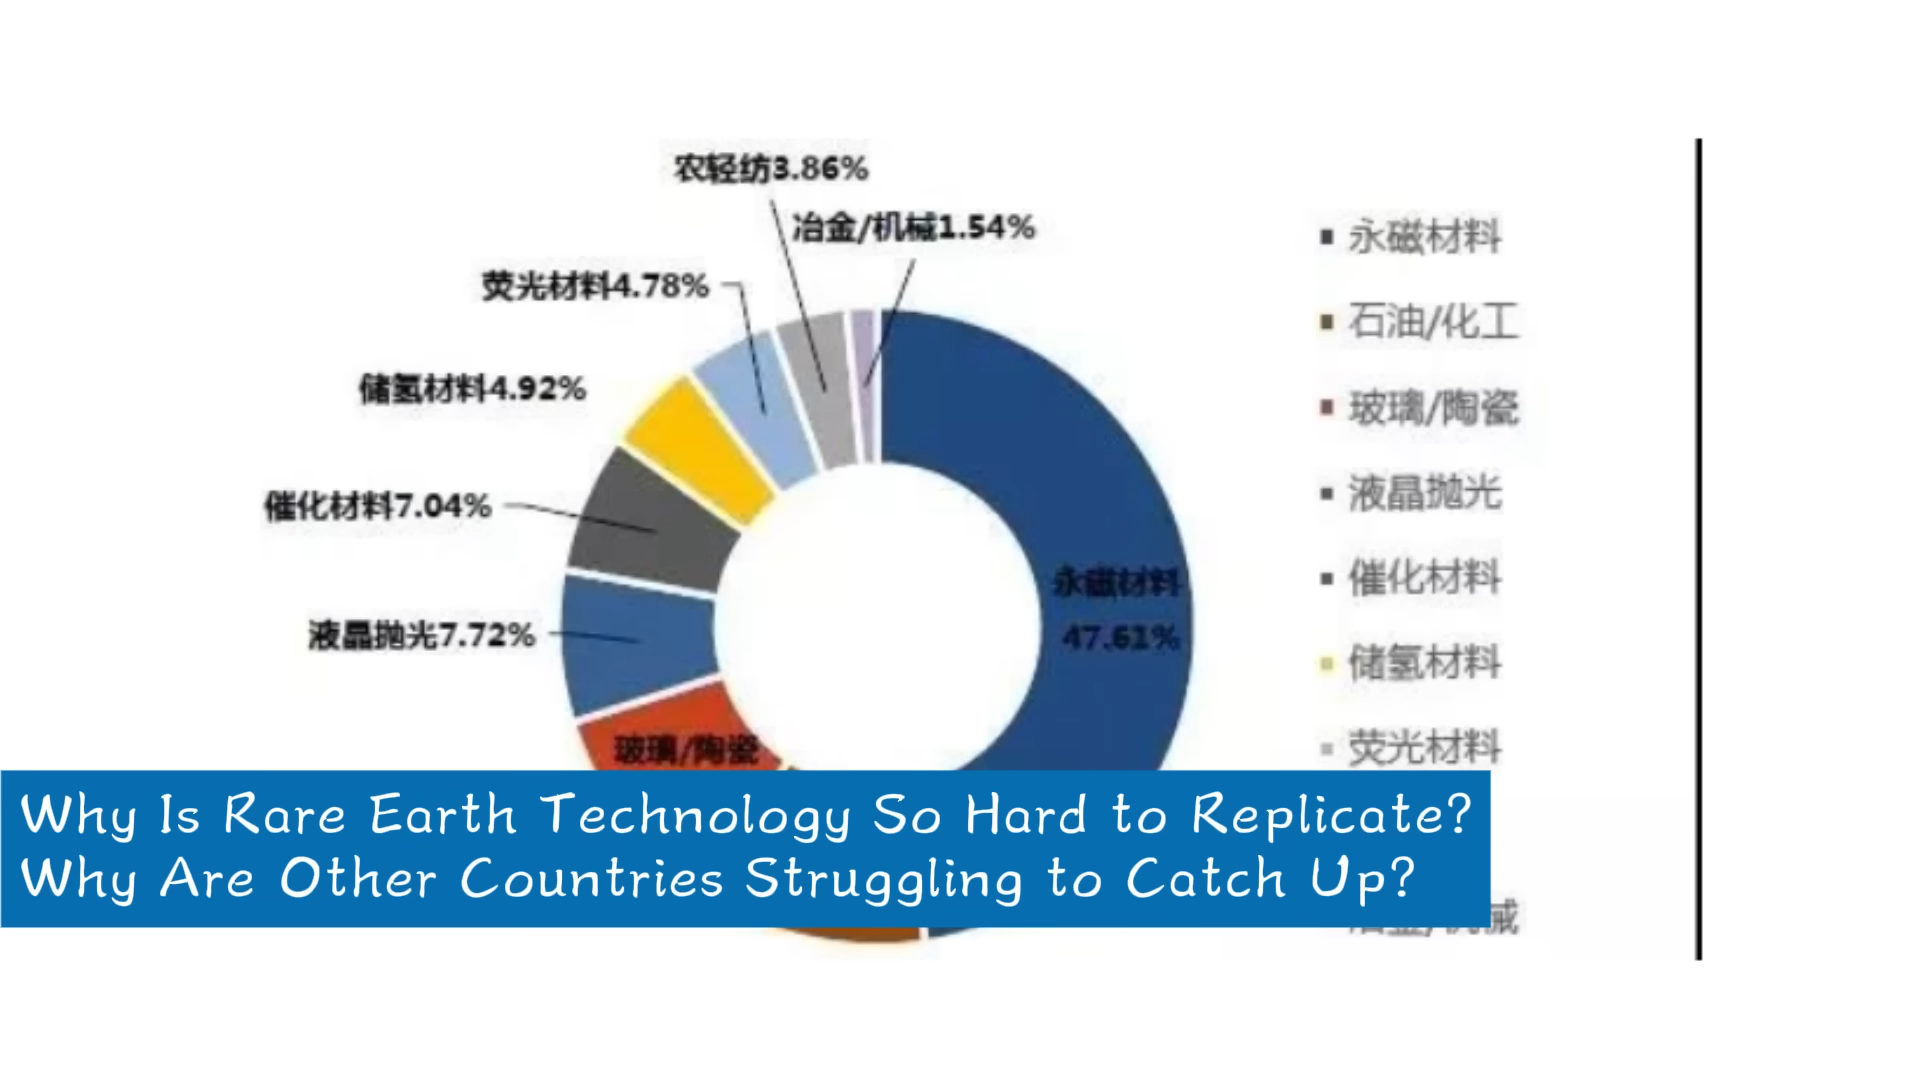 农轻纺3.86%
冶金/机械1.54%
荧光材料4.78%
储氢材料4.92%
催化材料7.04%
液晶抛光7.72%
玻璃/陶瓷
永磁材料
47.61%
永磁材料
石油/化工
玻璃/陶瓷
液晶抛光
催化材料
储氢材料
荧光材料
Why Is Rare Earth Technology So Hard to Replicate?
Why Are Other Countries Struggling to Catch Up?